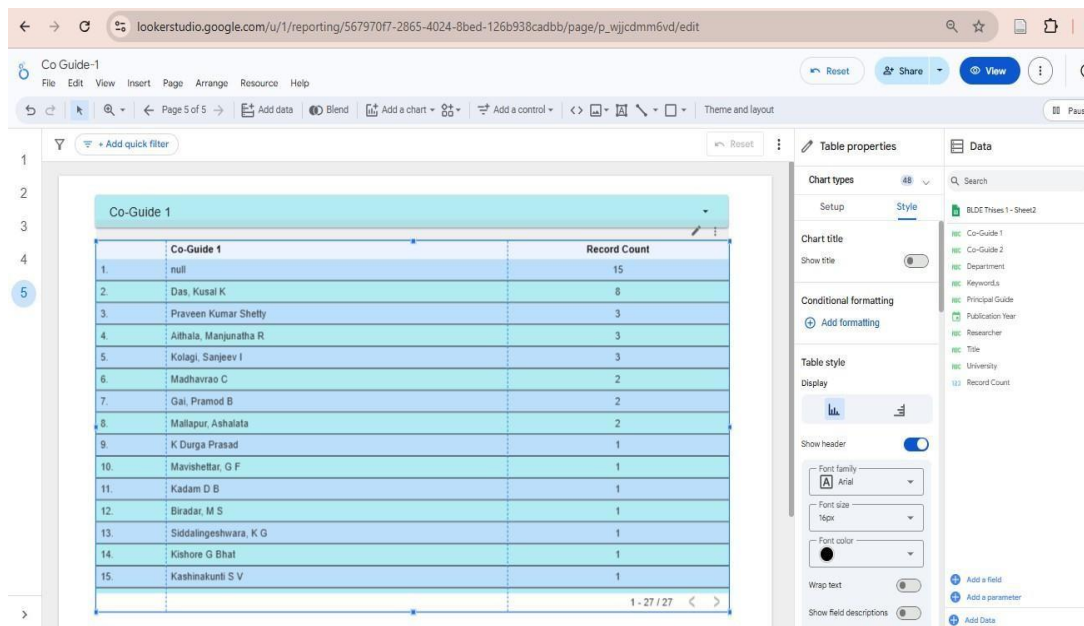 lookerstudio.google.com/u/1/reporting/567970f7-2865-4024-8bed-126b938cadbb/page/p_wjjcdmm6vd/edit
Co Guide-1
File Edit View Insert Page Arrange Resource Help
Reset Share View
Page 5 of 5 Add data Blend Add a chart Add a control Theme and layout
1
2
3
4
5
+ Add quick filter
Reset
Co-Guide 1
Co-Guide 1 Record Count
1. null 15
2. Das, Kusal K 8
3. Praveen Kumar Shetty 3
4. Aithala, Manjunatha R 3
5. Kolagi, Sanjeev I 3
6. Madhavrao C 2
7. Gai, Pramod B 2
8. Mallapur, Ashalata 2
9. K Durga Prasad 1
10. Mavishettar, G F 1
11. Kadam D B 1
12. Biradar, M S 1
13. Siddalingeshwara, K G 1
14. Kishore G Bhat 1
15. Kashinakunti S V 1
1 - 27 / 27
Table properties
Chart types 48
Setup Style
Chart title
Show title
Conditional formatting
Add formatting
Table style
Display
Show header
Font family
Arial
Font size
16px
Font color
Wrap text
Show field descriptions
Data
Search
BLDE Thises 1 - Sheet2
ABC Co-Guide 1
ABC Co-Guide 2
ABC Department
ABC Keyword,s
ABC Principal Guide
Publication Year
ABC Researcher
ABC Title
ABC University
123 Record Count
Add a field
Add a parameter
Add Data